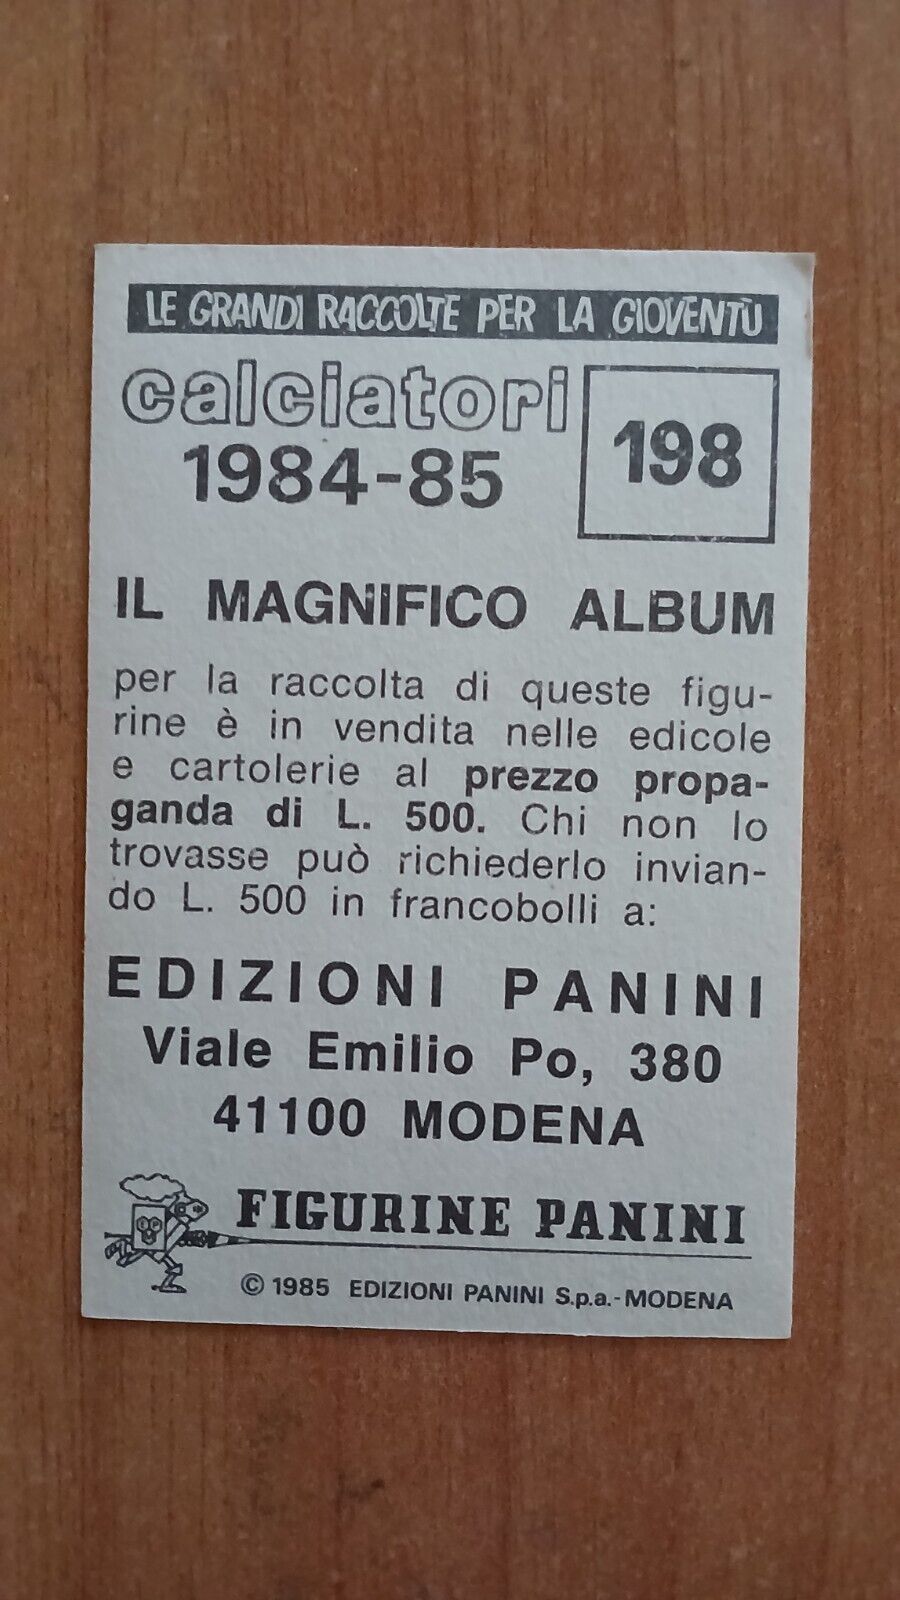 LE GRANDI RACCOLTE PER LA GIOVENTÙ
calciatori
1984-85
198
IL MAGNIFICO ALBUM
per la raccolta di queste figu-
rine è in vendita nelle edicole
e cartolerie al prezzo propa-
ganda di L. 500. Chi non lo
trovasse può richiederlo invian-
do L. 500 in francobolli a:
EDIZIONI PANINI
Viale Emilio Po, 380
41100 MODENA
FIGURINE PANINI
© 1985 EDIZIONI PANINI S.p.a.-MODENA